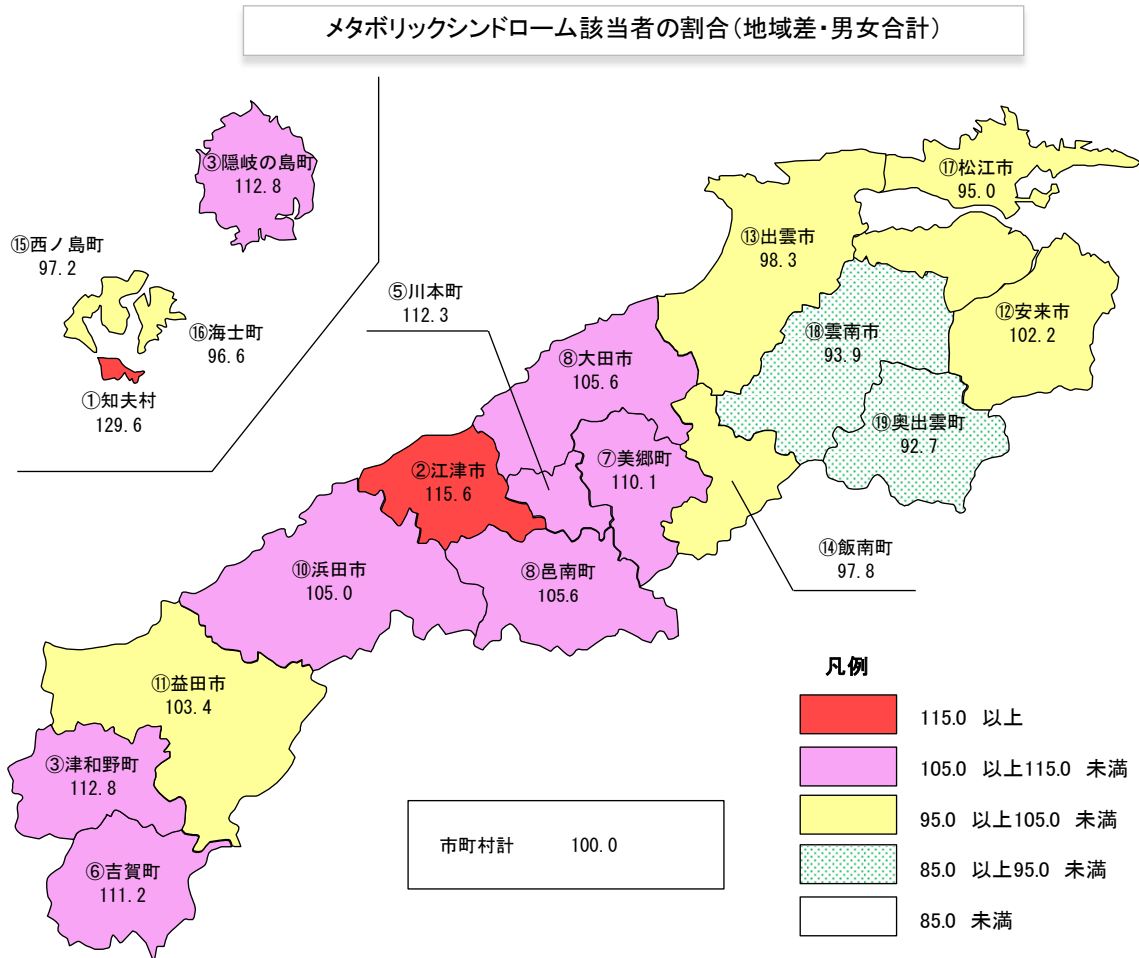 メタボリックシンドローム該当者の割合(地域差・男女合計)
③隠岐の島町
112.8
⑮西ノ島町
97.2
⑯海士町
96.6
①知夫村
129.6
⑰松江市
95.0
⑬出雲市
98.3
⑫安来市
102.2
⑱雲南市
93.9
⑲奥出雲町
92.7
⑤川本町
112.3
⑧大田市
105.6
⑦美郷町
110.1
②江津市
115.6
⑭飯南町
97.8
⑩浜田市
105.0
⑧邑南町
105.6
⑪益田市
103.4
③津和野町
112.8
⑥吉賀町
111.2
市町村計 100.0
凡例
115.0 以上
105.0 以上115.0 未満
95.0 以上105.0 未満
85.0 以上95.0 未満
85.0 未満